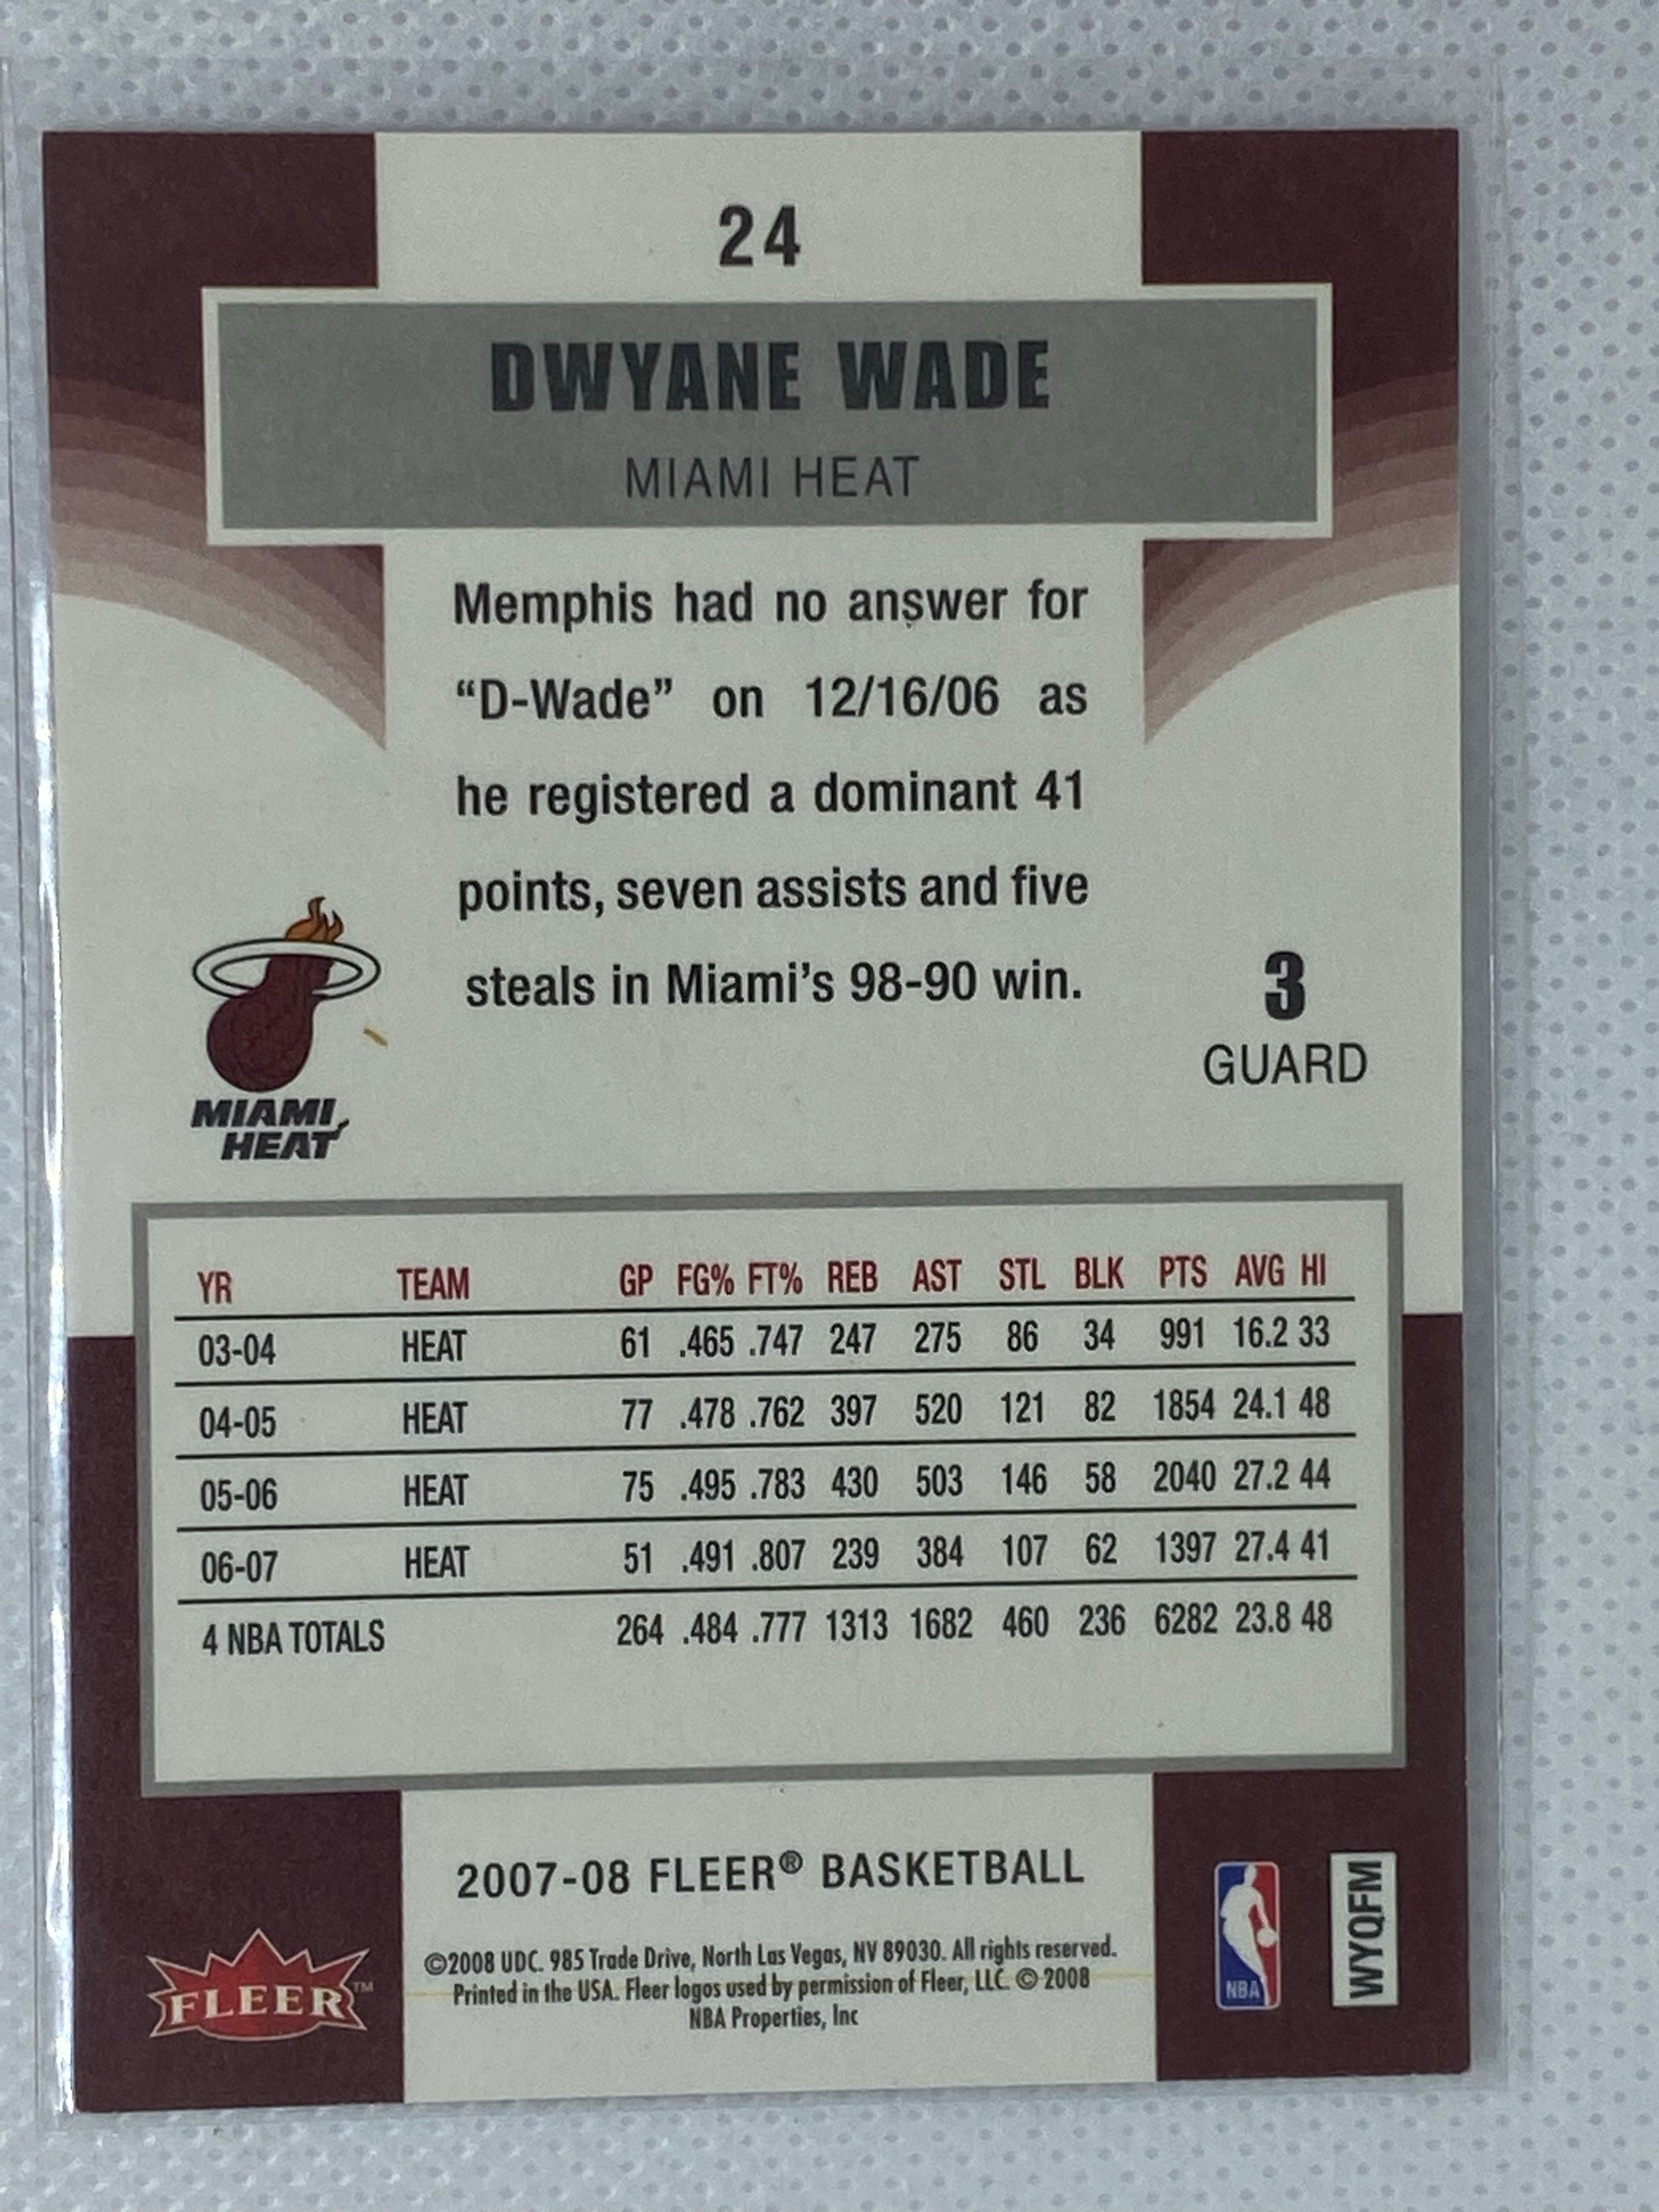 24
DWYANE WADE
MIAMI HEAT
Memphis had no answer for
“D-Wade” on 12/16/06 as
he registered a dominant 41
points, seven assists and five
steals in Miami’s 98-90 win.
3
GUARD
MIAMI
HEAT
YR TEAM GP FG% FT% REB AST STL BLK PTS AVG HI
03-04 HEAT 61 .465 .747 247 275 86 34 991 16.2 33
04-05 HEAT 77 .478 .762 397 520 121 82 1854 24.1 48
05-06 HEAT 75 .495 .783 430 503 146 58 2040 27.2 44
06-07 HEAT 51 .491 .807 239 384 107 62 1397 27.4 41
4 NBA TOTALS 264 .484 .777 1313 1682 460 236 6282 23.8 48
2007-08 FLEER® BASKETBALL
©2008 UDC. 985 Trade Drive, North Las Vegas, NV 89030. All rights reserved.
Printed in the USA. Fleer logos used by permission of Fleer, LLC. © 2008
NBA Properties, Inc
FLEER™
NBA
WYQFM